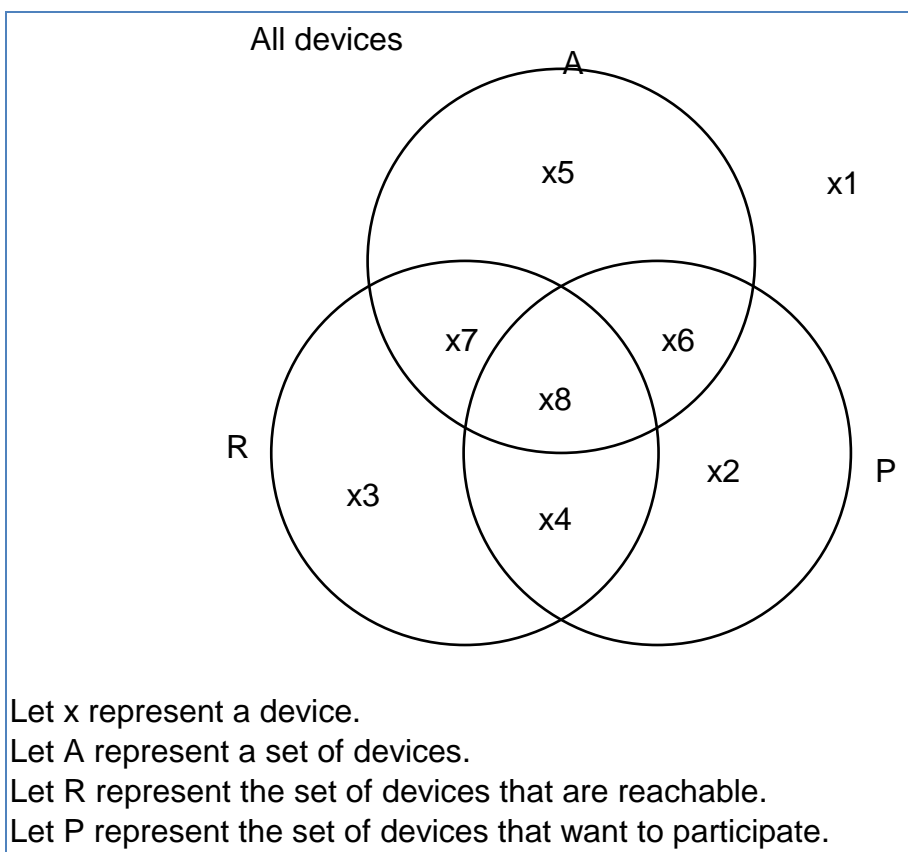 All devices
A
x5
x1
x7
x6
x8
R
x2
P
x3
x4
Let x represent a device.
Let A represent a set of devices.
Let R represent the set of devices that are reachable.
Let P represent the set of devices that want to participate.